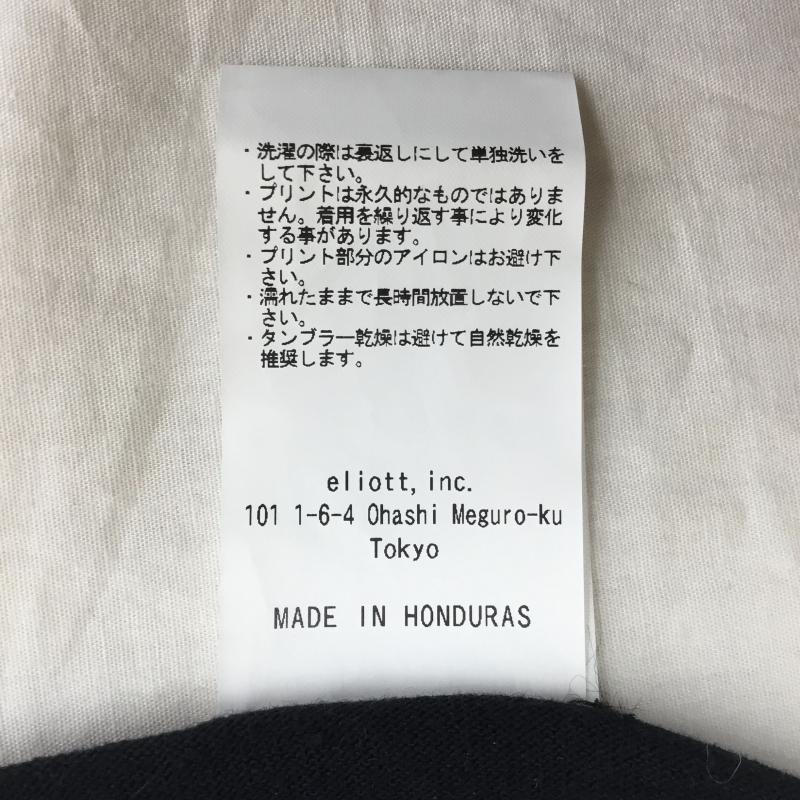 ・洗濯の際は裏返しにして単独洗いを
して下さい。
・プリントは永久的なものではありま
せん。着用を繰り返す事により変化
する事があります。
・プリント部分のアイロンはお避け下
さい。
・濡れたままで長時間放置しないで下
さい。
・タンブラー乾燥は避けて自然乾燥を
推奨します。
eliott, inc.
101 1-6-4 Ohashi Meguro-ku
Tokyo
MADE IN HONDURAS